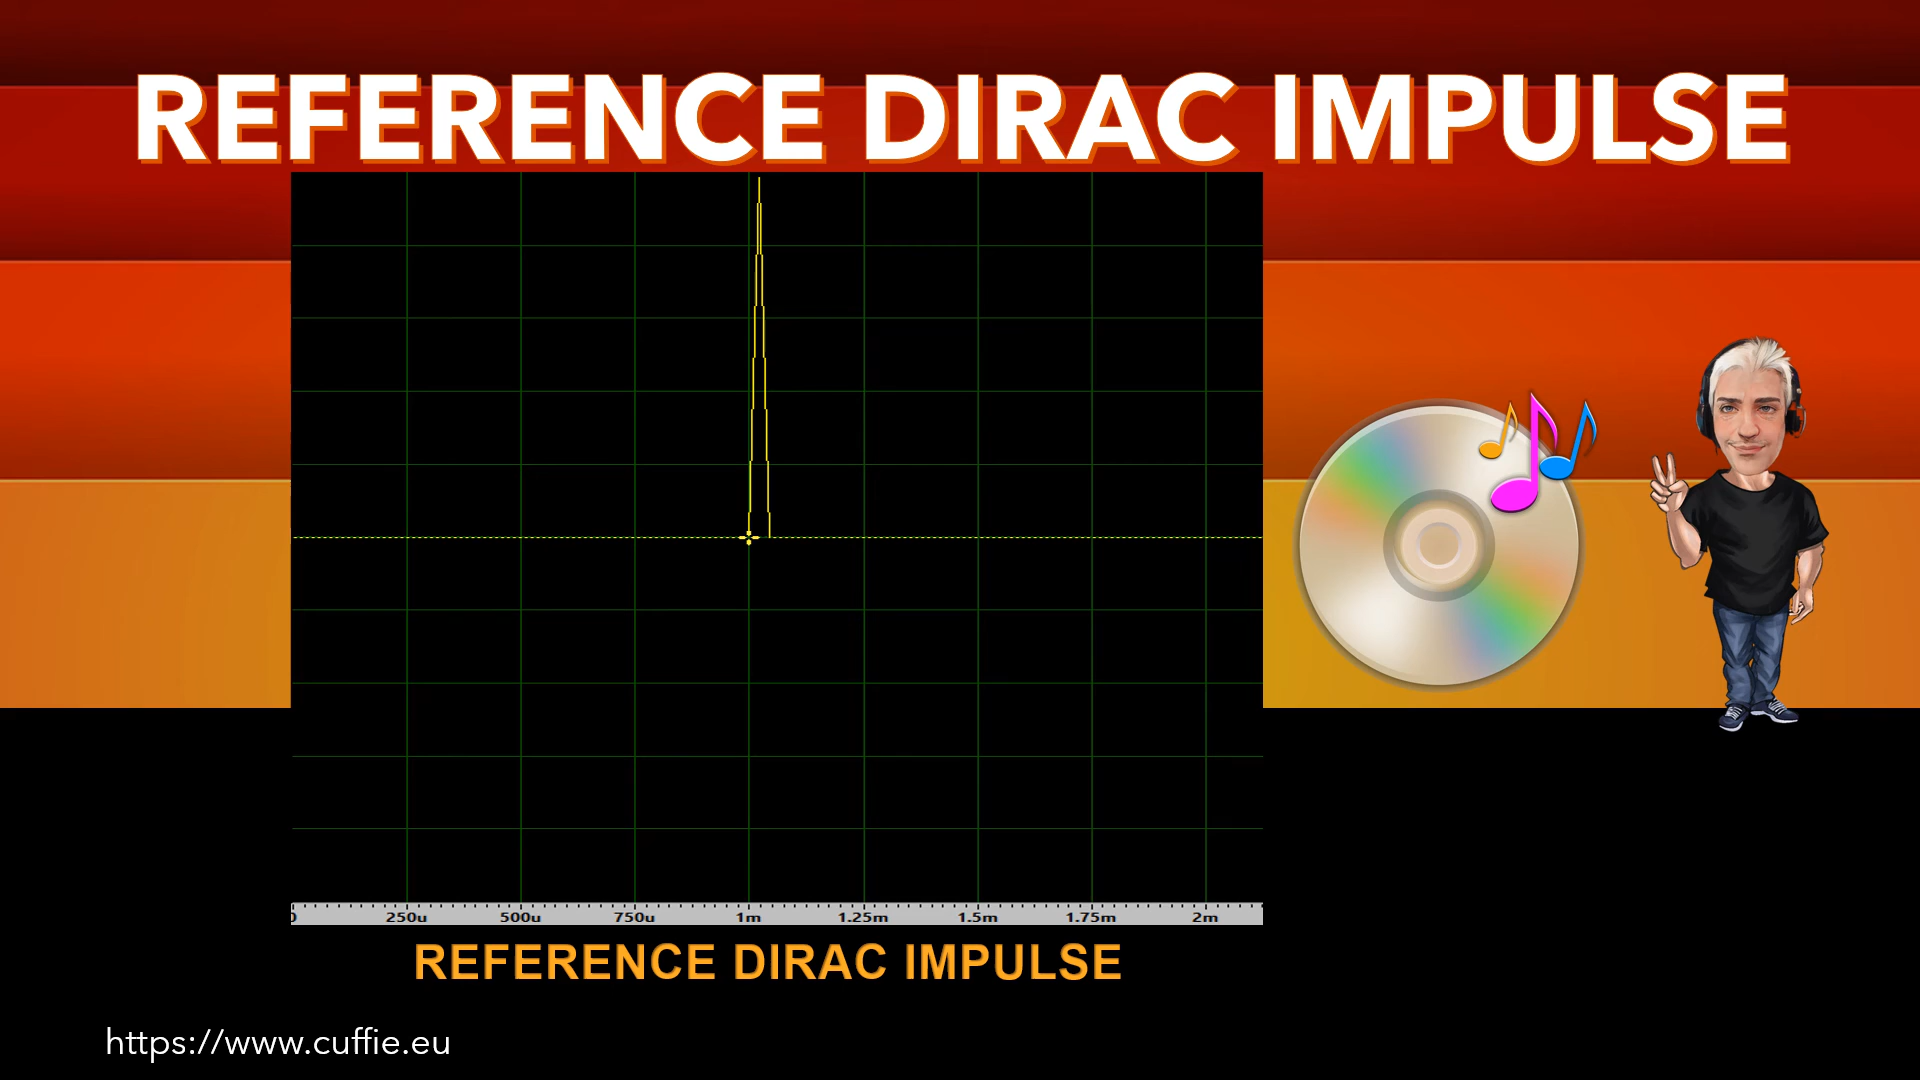 REFERENCE DIRAC IMPULSE
0 250u 500u 750u 1m 1.25m 1.5m 1.75m 2m
REFERENCE DIRAC IMPULSE
https://www.cuffie.eu